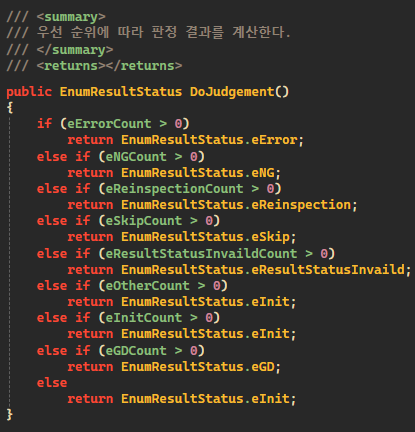 /// <summary>
/// 우선 순위에 따라 판정 결과를 계산한다.
/// </summary>
/// <returns></returns>
public EnumResultStatus DoJudgement()
{
if (eErrorCount > 0)
return EnumResultStatus.eError;
else if (eNGCount > 0)
return EnumResultStatus.eNG;
else if (eReinspectionCount > 0)
return EnumResultStatus.eReinspection;
else if (eSkipCount > 0)
return EnumResultStatus.eSkip;
else if (eResultStatusInvaildCount > 0)
return EnumResultStatus.eResultStatusInvaild;
else if (eOtherCount > 0)
return EnumResultStatus.eInit;
else if (eInitCount > 0)
return EnumResultStatus.eInit;
else if (eGDCount > 0)
return EnumResultStatus.eGD;
else
return EnumResultStatus.eInit;
}